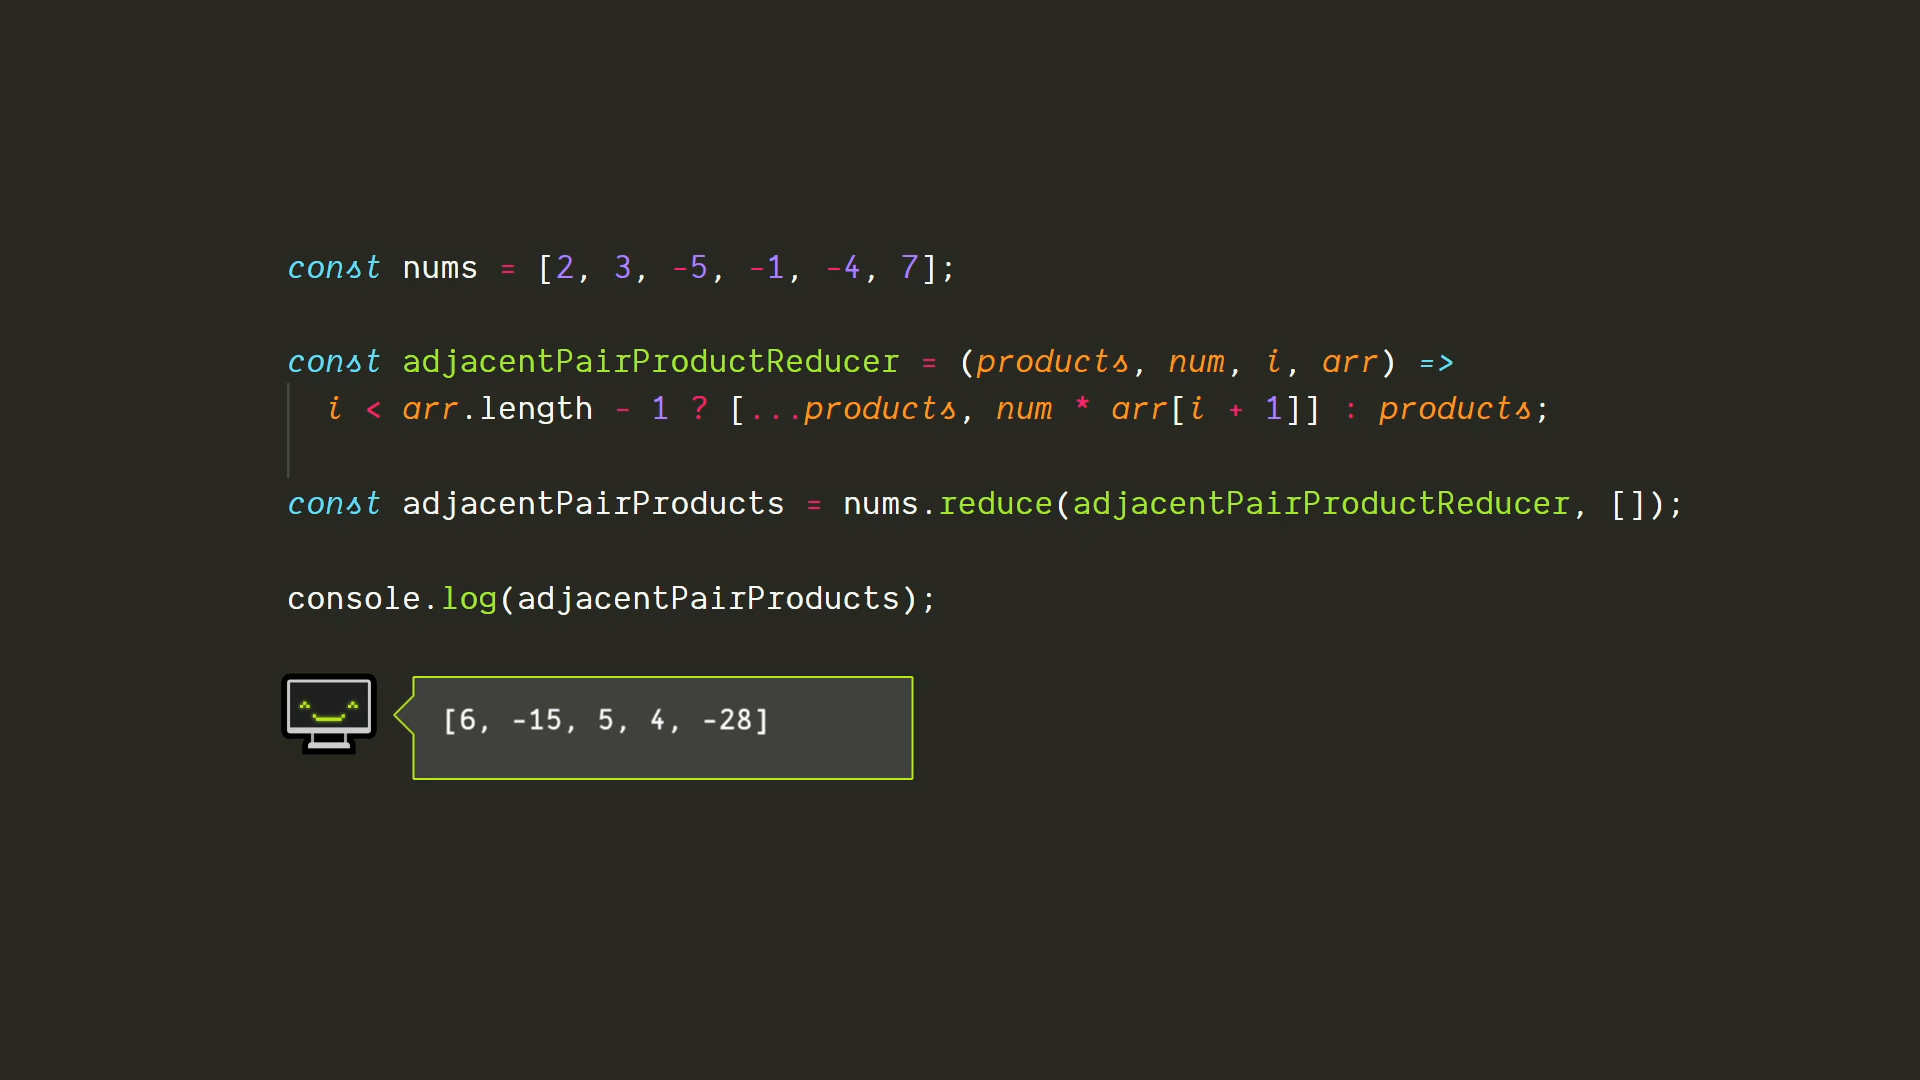 const nums = [2, 3, -5, -1, -4, 7];
const adjacentPairProductReducer = (products, num, i, arr) =>
i < arr.length - 1 ? [...products, num * arr[i + 1]] : products;
const adjacentPairProducts = nums.reduce(adjacentPairProductReducer, []);
console.log(adjacentPairProducts);
[6, -15, 5, 4, -28]